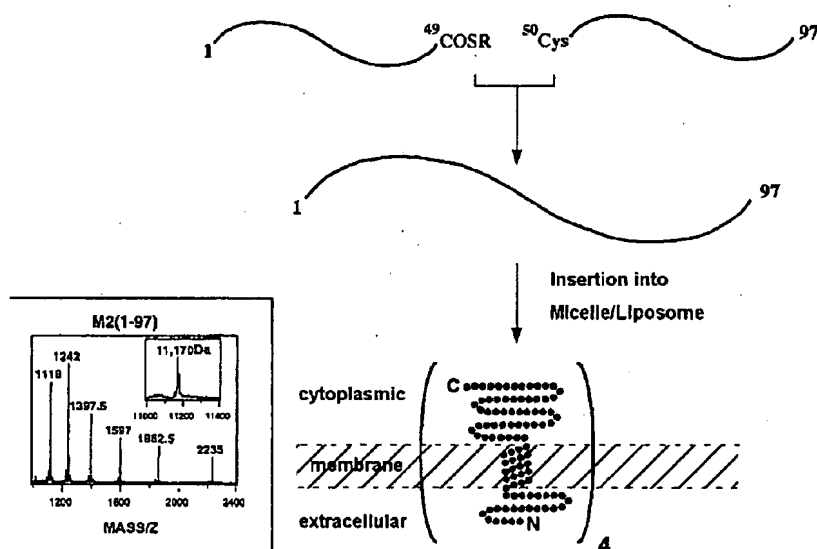 1 ⁴⁹COSR ⁵⁰Cys 97
1 97
Insertion into
Micelle/Liposome
M2(1-97)
11,170Da
11000 11200 11400
1118
1242
1397.5
1597
1862.5
2235
1200 1600 2000 2400
MASS/Z
cytoplasmic
membrane
extracellular
C
N
4